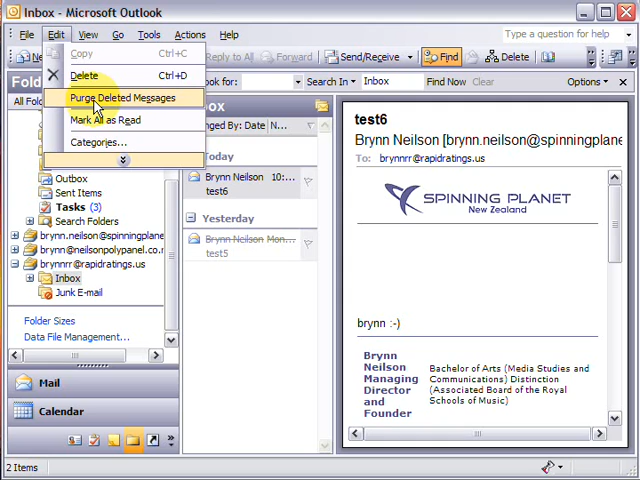 Inbox - Microsoft Outlook
File Edit View Go Tools Actions Help
Type a question for help
Reply to All Forward Send/Receive Find Delete
Copy Ctrl+C
Delete Ctrl+D
Purge Deleted Messages
Mark All as Read
Categories...
Look for: Search In Inbox Find Now Options
All Fol
Outbox
Sent Items
Tasks (3)
Search Folders
brynn.neilson@spinningplane
brynn@neilsonpolypanel.co.n
brynnrr@rapidratings.us
Inbox
Junk E-mail
Folder Sizes
Data File Management...
Mail
Calendar
2 Items
Inbox
anged By: Date N...
Today
Brynn Neilson 10:...
test6
Yesterday
Brynn Neilson Mon...
test5
test6
Brynn Neilson [brynn.neilson@spinningplane
To: brynnrr@rapidratings.us
SPINNING PLANET
New Zealand
brynn :-)
Brynn
Neilson
Managing
Director
and
Founder
Bachelor of Arts (Media Studies and
Communications) Distinction
(Associated Board of the Royal
Schools of Music)